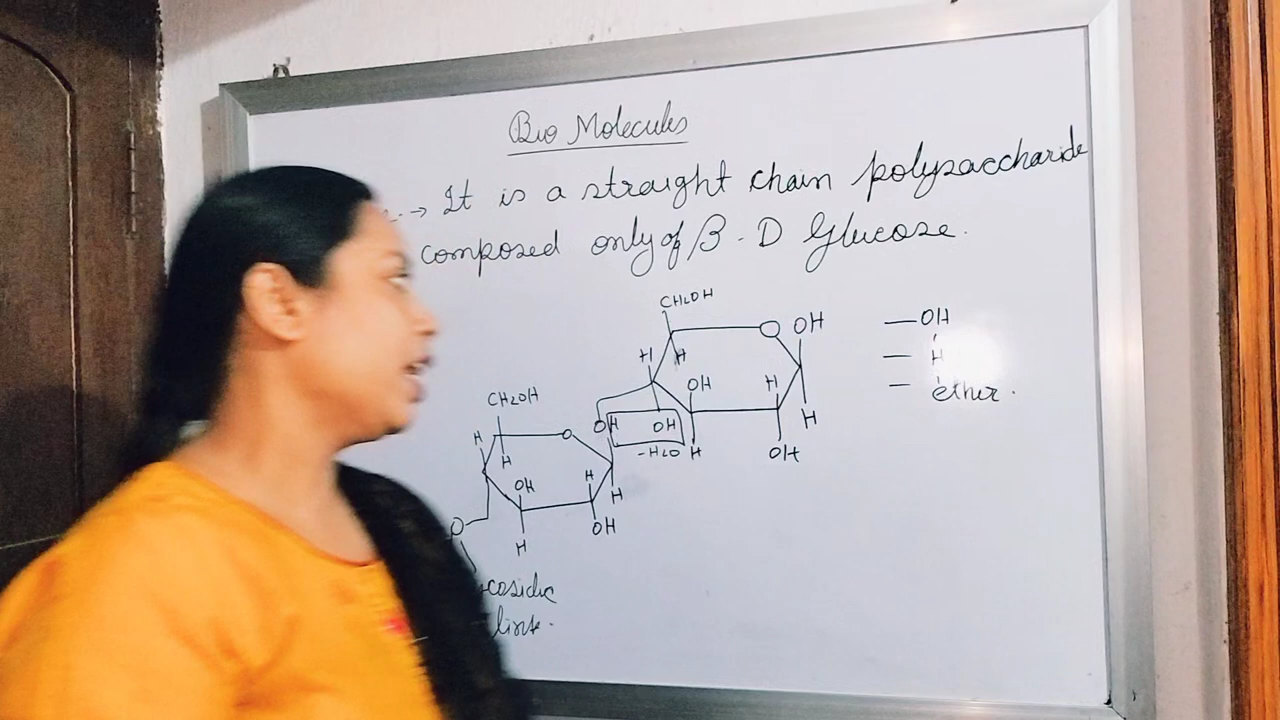 Bio Molecules
→ It is a straight chain polysaccharide
composed only of β - D Glucose.
CH2OH
O OH
H H
OH H
OH H
-H2O H OH
— OH
— H
— ether.
CH2OH
H O OH
H
OH H H
O H OH
link.